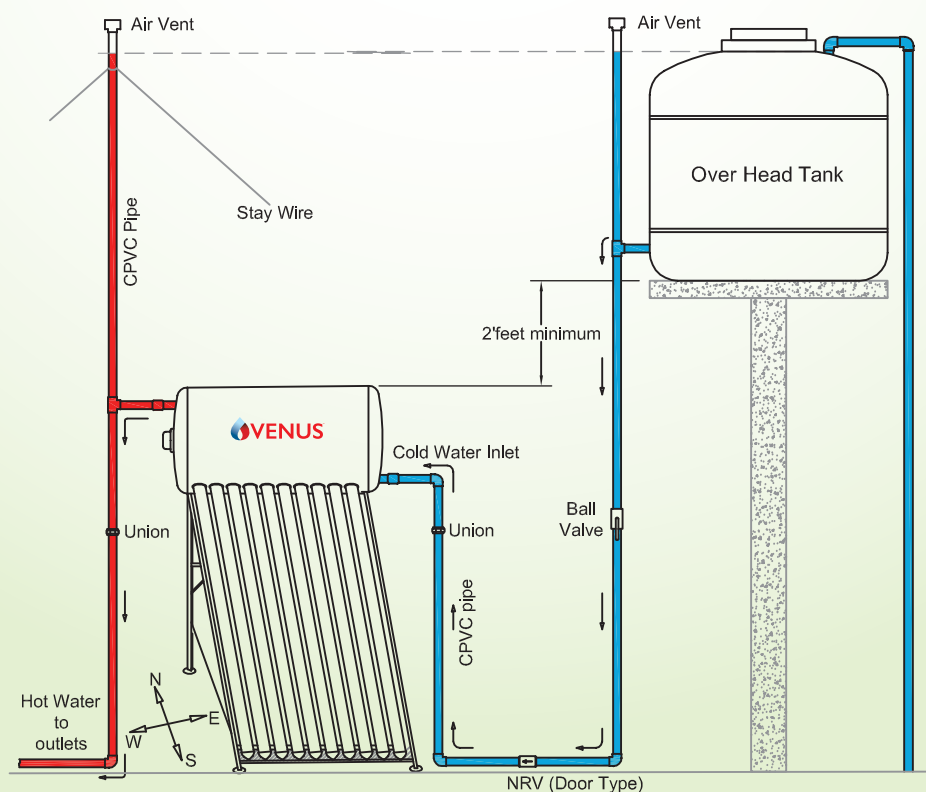 Air Vent
Air Vent
Over Head Tank
Stay Wire
CPVC Pipe
2'feet minimum
VENUS
Cold Water Inlet
Ball
Valve
Union
Union
CPVC pipe
Hot Water
to
outlets
N
E
W
S
NRV (Door Type)